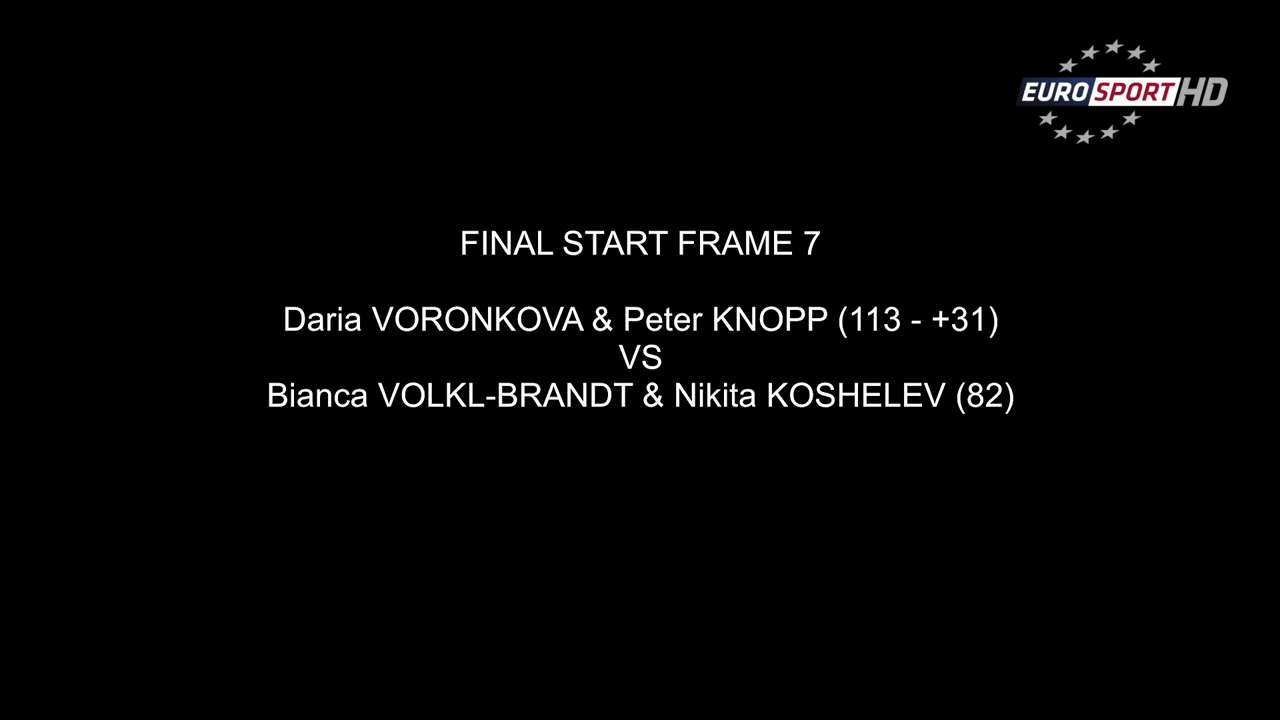 EUROSPORT HD
FINAL START FRAME 7
Daria VORONKOVA & Peter KNOPP (113 - +31)
VS
Bianca VOLKL-BRANDT & Nikita KOSHELEV (82)